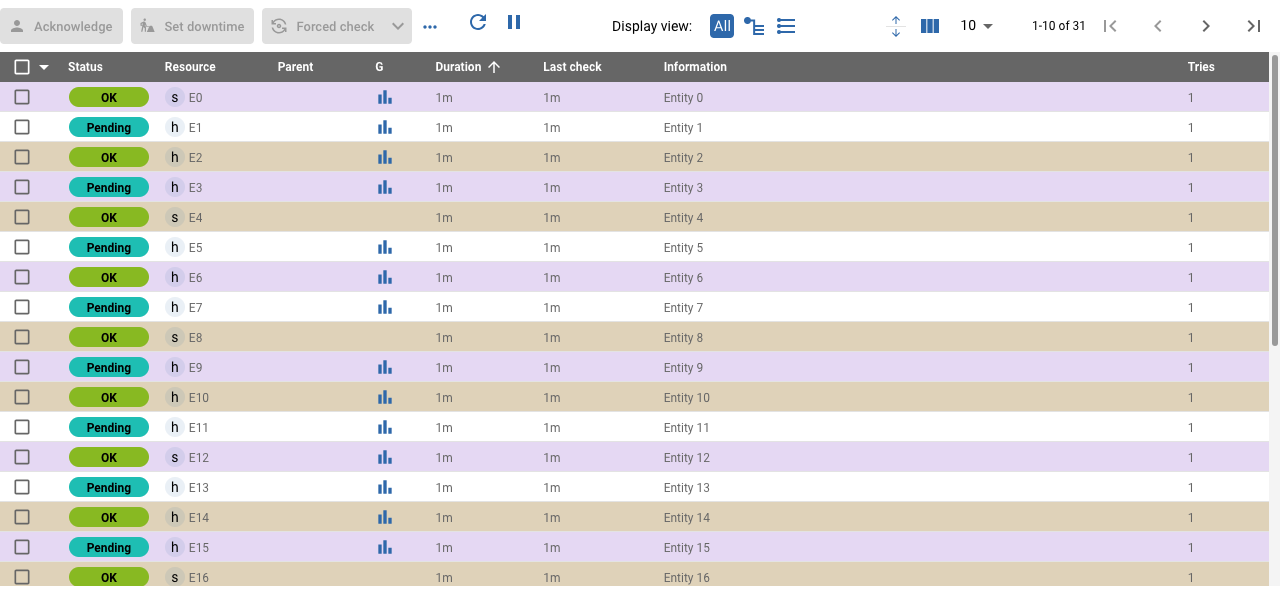 Acknowledge Set downtime Forced check Display view: All 10 1-10 of 31
Status Resource Parent G Duration Last check Information Tries
OK s E0 1m 1m Entity 0 1
Pending h E1 1m 1m Entity 1 1
OK h E2 1m 1m Entity 2 1
Pending h E3 1m 1m Entity 3 1
OK s E4 1m 1m Entity 4 1
Pending h E5 1m 1m Entity 5 1
OK h E6 1m 1m Entity 6 1
Pending h E7 1m 1m Entity 7 1
OK s E8 1m 1m Entity 8 1
Pending h E9 1m 1m Entity 9 1
OK h E10 1m 1m Entity 10 1
Pending h E11 1m 1m Entity 11 1
OK s E12 1m 1m Entity 12 1
Pending h E13 1m 1m Entity 13 1
OK h E14 1m 1m Entity 14 1
Pending h E15 1m 1m Entity 15 1
OK s E16 1m 1m Entity 16 1